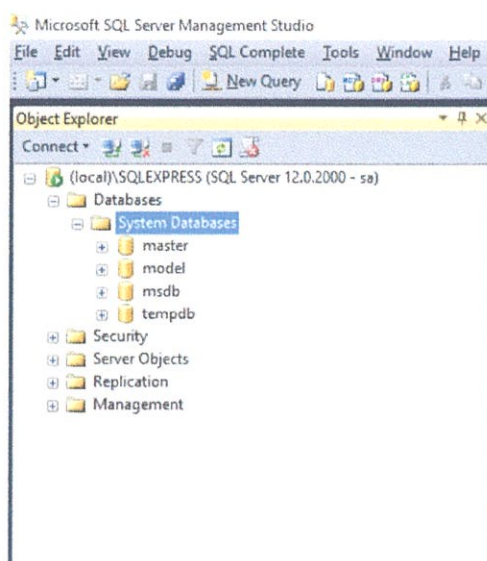 Microsoft SQL Server Management Studio
File Edit View Debug SQL Complete Tools Window Help
New Query
Object Explorer
Connect
(local)\SQLEXPRESS (SQL Server 12.0.2000 - sa)
Databases
System Databases
master
model
msdb
tempdb
Security
Server Objects
Replication
Management